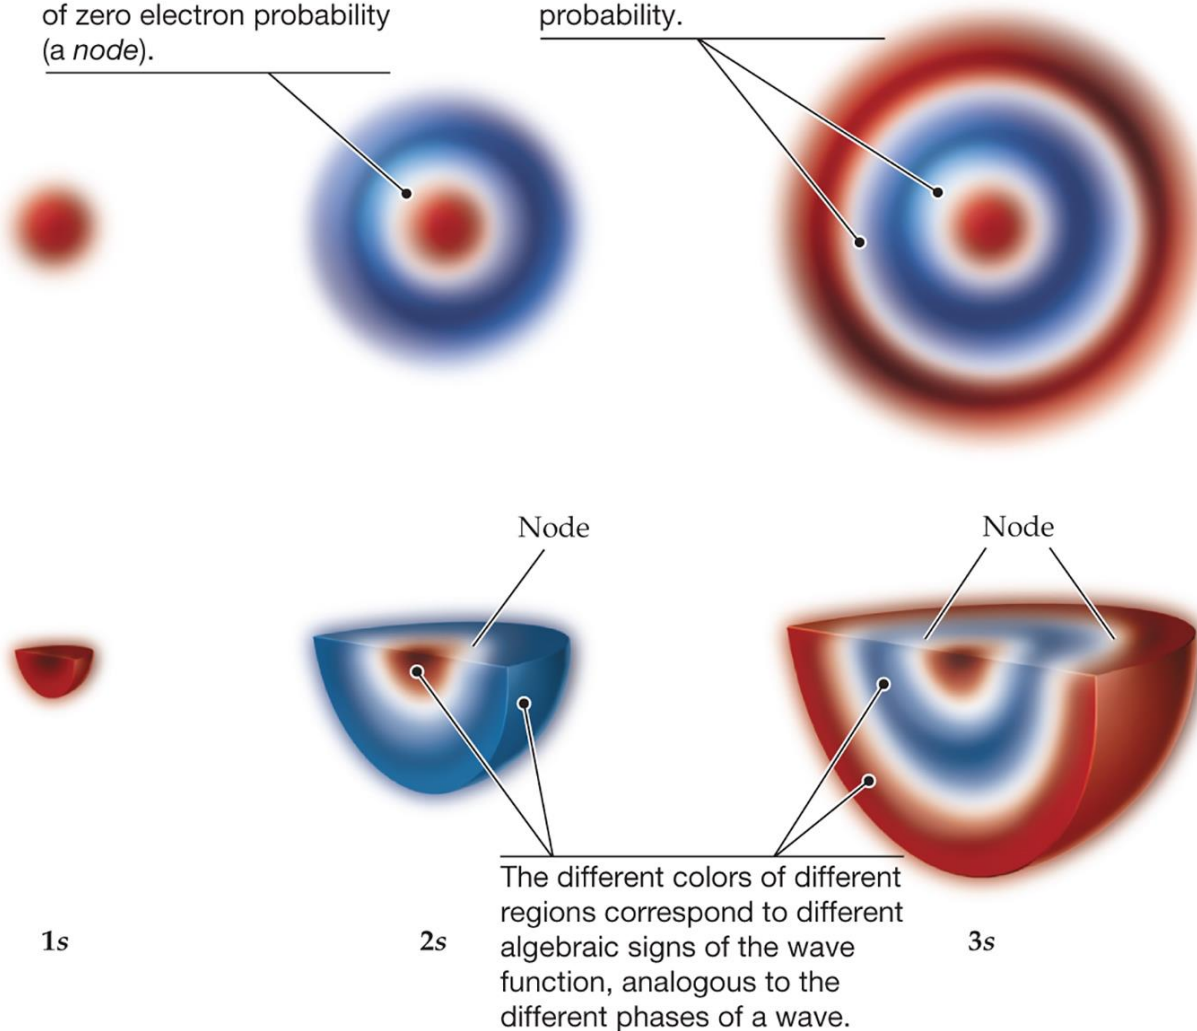 of zero electron probability
(a node).
probability.
Node
Node
The different colors of different
regions correspond to different
algebraic signs of the wave
function, analogous to the
different phases of a wave.
1s
2s
3s